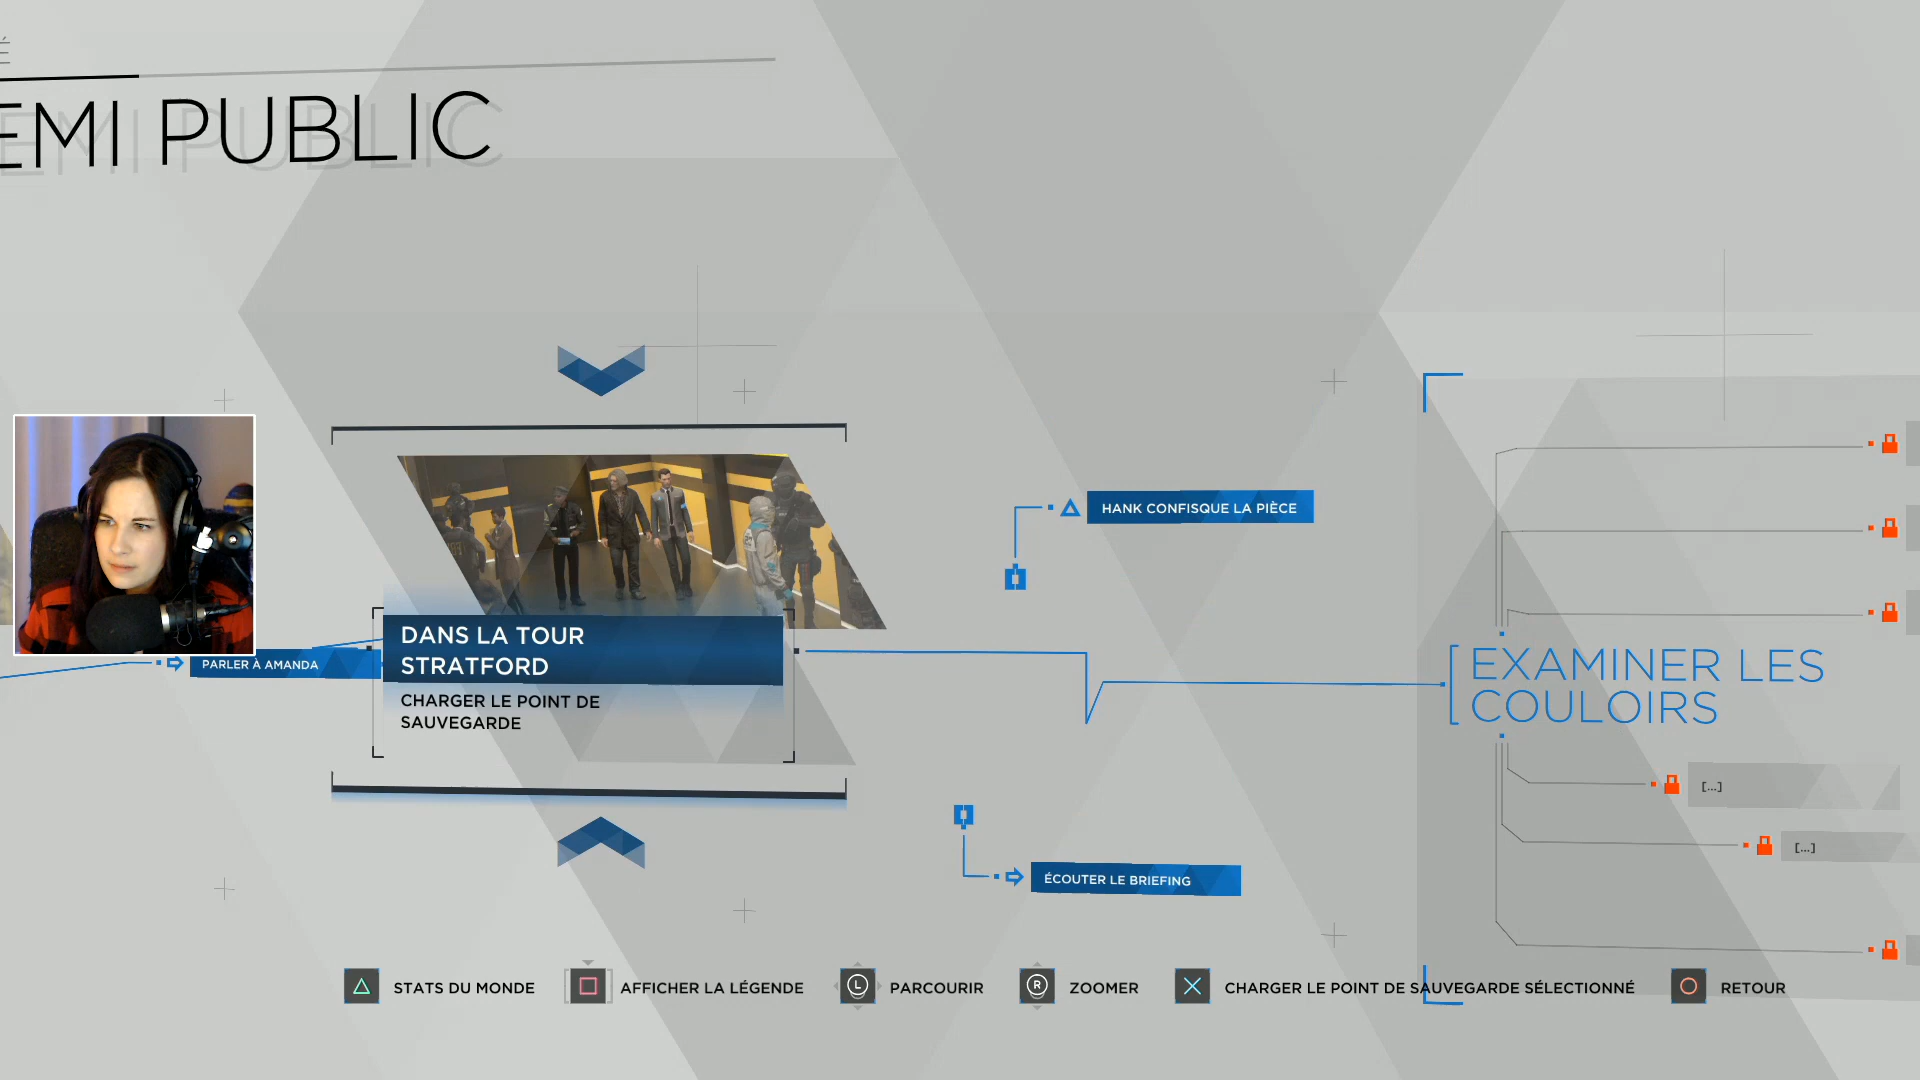 É
EMI PUBLIC
HANK CONFISQUE LA PIÈCE
DANS LA TOUR
STRATFORD
PARLER À AMANDA
CHARGER LE POINT DE
SAUVEGARDE
EXAMINER LES
COULOIRS
[...]
[...]
ÉCOUTER LE BRIEFING
STATS DU MONDE
AFFICHER LA LÉGENDE
L
PARCOURIR
R
ZOOMER
CHARGER LE POINT DE SAUVEGARDE SÉLECTIONNÉ
RETOUR